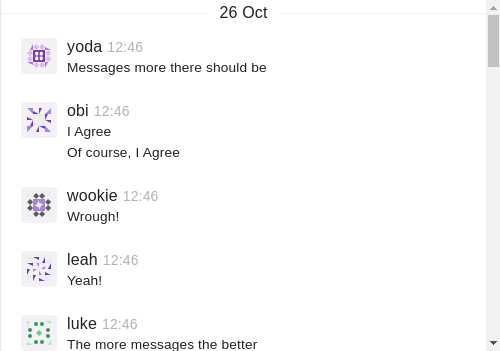 26 Oct
yoda 12:46
Messages more there should be
obi 12:46
I Agree
Of course, I Agree
wookie 12:46
Wrough!
leah 12:46
Yeah!
luke 12:46
The more messages the better